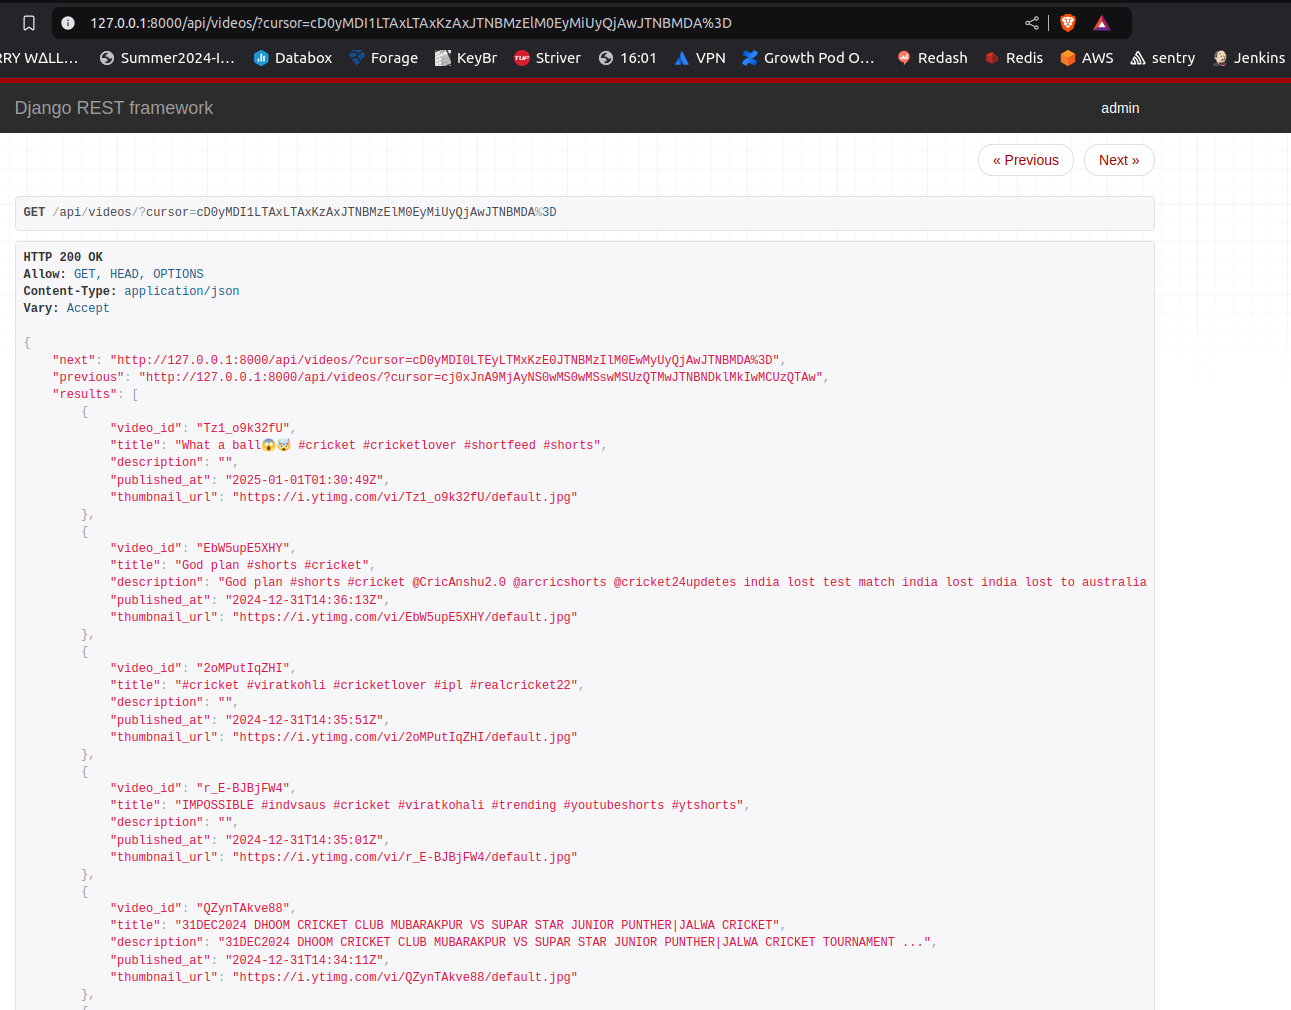 127.0.0.1:8000/api/videos/?cursor=cD0yMDI1LTAxLTAxKzAxJTNBMzElM0EyMiUyQjAwJTNBMDA%3D
RY WALL... Summer2024-I... Databox Forage KeyBr Striver 16:01 VPN Growth Pod O... Redash Redis AWS sentry Jenkins
Django REST framework admin
« Previous Next »
GET /api/videos/?cursor=cD0yMDI1LTAxLTAxKzAxJTNBMzElM0EyMiUyQjAwJTNBMDA%3D
HTTP 200 OK
Allow: GET, HEAD, OPTIONS
Content-Type: application/json
Vary: Accept
{
"next": "http://127.0.0.1:8000/api/videos/?cursor=cD0yMDI0LTEyLTMxKzE0JTNBMzIlM0EwMyUyQjAwJTNBMDA%3D",
"previous": "http://127.0.0.1:8000/api/videos/?cursor=cj0xJnA9MjAyNS0wMS0wMSswMSUzQTMwJTNBNDklMkIwMCUzQTAw",
"results": [
{
"video_id": "Tz1_o9k32fU",
"title": "What a ball😱🤯 #cricket #cricketlover #shortfeed #shorts",
"description": "",
"published_at": "2025-01-01T01:30:49Z",
"thumbnail_url": "https://i.ytimg.com/vi/Tz1_o9k32fU/default.jpg"
},
{
"video_id": "EbW5upE5XHY",
"title": "God plan #shorts #cricket",
"description": "God plan #shorts #cricket @CricAnshu2.0 @arcricshorts @cricket24updetes india lost test match india lost india lost to australia
"published_at": "2024-12-31T14:36:13Z",
"thumbnail_url": "https://i.ytimg.com/vi/EbW5upE5XHY/default.jpg"
},
{
"video_id": "2oMPutIqZHI",
"title": "#cricket #viratkohli #cricketlover #ipl #realcricket22",
"description": "",
"published_at": "2024-12-31T14:35:51Z",
"thumbnail_url": "https://i.ytimg.com/vi/2oMPutIqZHI/default.jpg"
},
{
"video_id": "r_E-BJBjFW4",
"title": "IMPOSSIBLE #indvsaus #cricket #viratkohali #trending #youtubeshorts #ytshorts",
"description": "",
"published_at": "2024-12-31T14:35:01Z",
"thumbnail_url": "https://i.ytimg.com/vi/r_E-BJBjFW4/default.jpg"
},
{
"video_id": "QZynTAkve88",
"title": "31DEC2024 DHOOM CRICKET CLUB MUBARAKPUR VS SUPAR STAR JUNIOR PUNTHER|JALWA CRICKET",
"description": "31DEC2024 DHOOM CRICKET CLUB MUBARAKPUR VS SUPAR STAR JUNIOR PUNTHER|JALWA CRICKET TOURNAMENT ...",
"published_at": "2024-12-31T14:34:11Z",
"thumbnail_url": "https://i.ytimg.com/vi/QZynTAkve88/default.jpg"
},
{